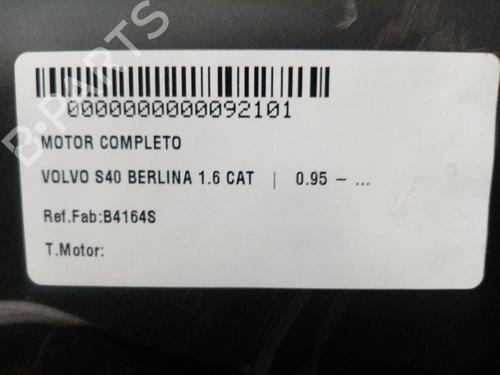 0000000000092101
MOTOR COMPLETO
VOLVO S40 BERLINA 1.6 CAT | 0.95 - ...
Ref.Fab:B4164S
T.Motor:
B-PARTS